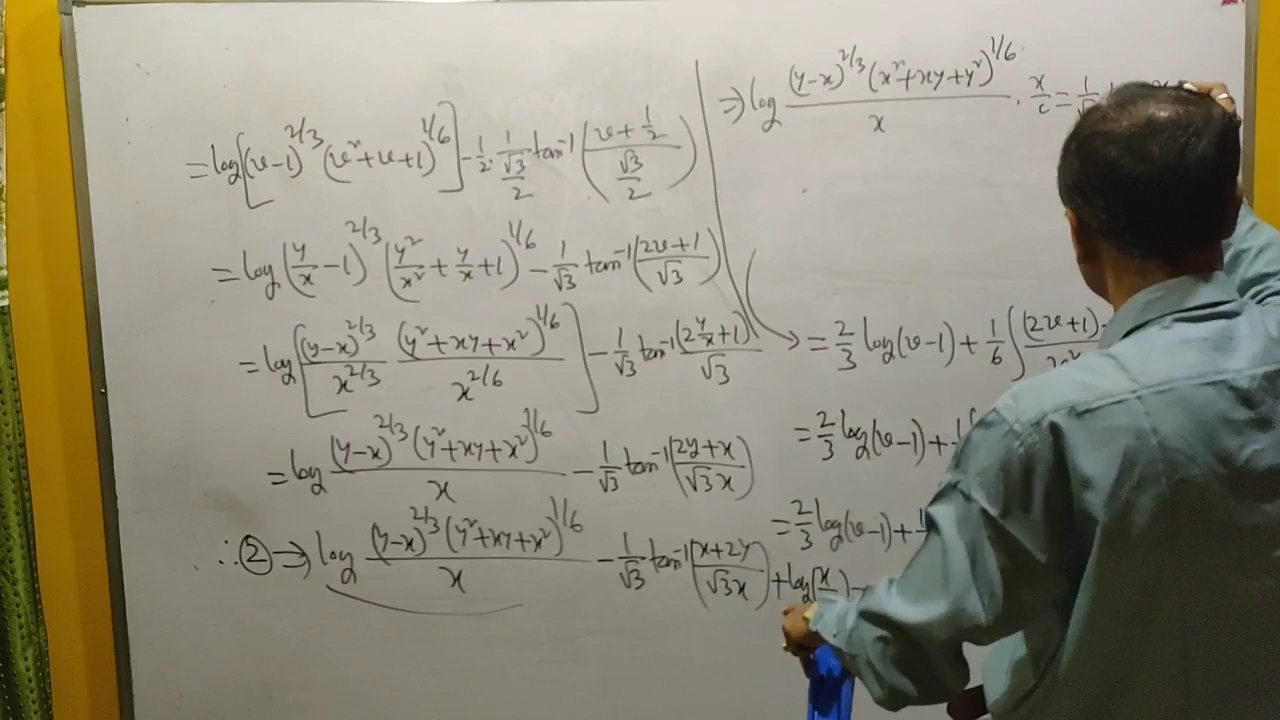 = log[(v-1)^{2/3} (v²+v+1)^{1/6}] - 1/2 · 1/(√3/2) tan⁻¹((v + 1/2)/(√3/2))
= log (y/x - 1)^{2/3} (y²/x² + y/x + 1)^{1/6} - 1/√3 tan⁻¹((2v+1)/√3)
= log[(y-x)^{2/3}/x^{2/3} (y²+xy+x²)^{1/6}/x^{2/6}] - 1/√3 tan⁻¹((2 y/x + 1)/√3)
= log (y-x)^{2/3} (y²+xy+x²)^{1/6}/x - 1/√3 tan⁻¹((2y+x)/(√3x))
∴ ② ⇒ log (y-x)^{2/3} (y²+xy+x²)^{1/6}/x - 1/√3 tan⁻¹((x+2y)/(√3x)) + log(x
⇒ log (y-x)^{2/3} (x²+xy+y²)^{1/6}/x · x/c = 1/√
→ = 2/3 log(v-1) + 1/6 ∫ (2v+1)
= 2/3 log(v-1) + 1
= 2/3 log(v-1) + 1